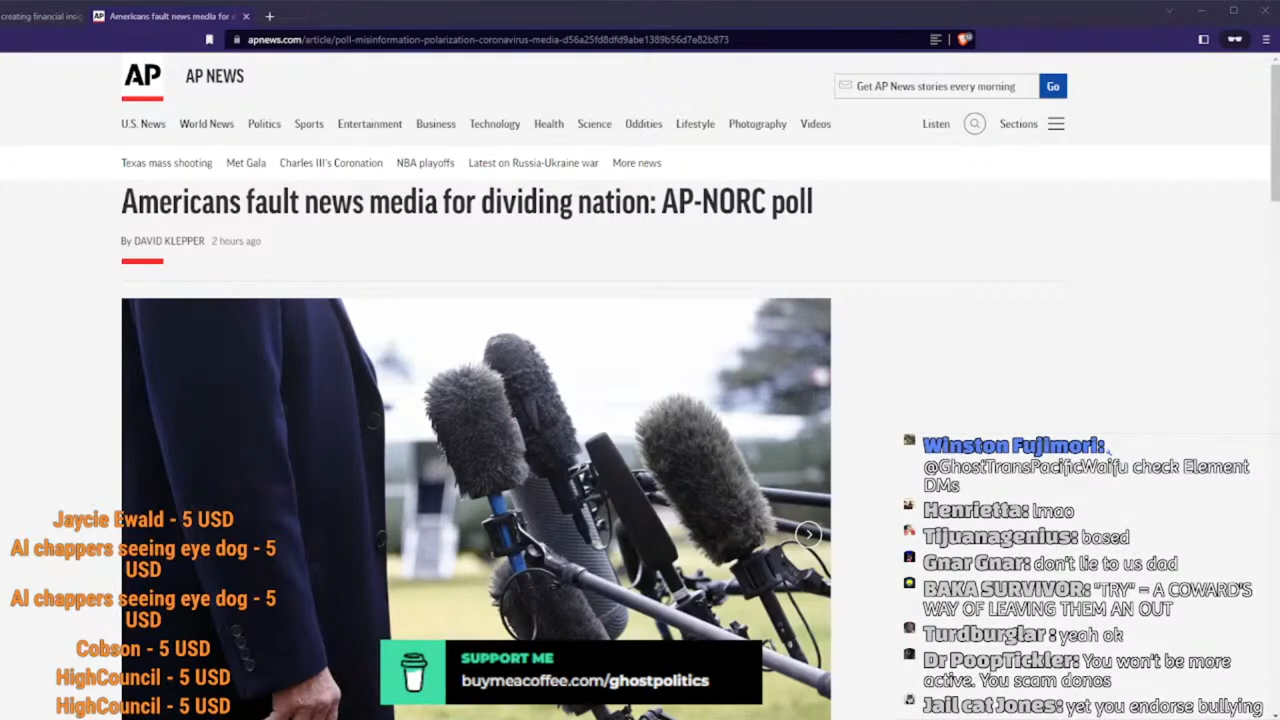 creating financial insig
AP Americans fault news media for d
apnews.com/article/poll-misinformation-polarization-coronavirus-media-d56a25fd8dfd9abe1389b56d7e82b873
AP
AP NEWS
Get AP News stories every morning
Go
U.S. News World News Politics Sports Entertainment Business Technology Health Science Oddities Lifestyle Photography Videos
Listen
Sections
Texas mass shooting Met Gala Charles III's Coronation NBA playoffs Latest on Russia-Ukraine war More news
Americans fault news media for dividing nation: AP-NORC poll
By DAVID KLEPPER 2 hours ago
Winston Fujimori:
@GhostTransPacificWaifu check Element
DMs
Henrietta: lmao
Tijuanagenius: based
Gnar Gnar: don't lie to us dad
BAKA SURVIVOR: "TRY" = A COWARD'S
WAY OF LEAVING THEM AN OUT
Turdburglar : yeah ok
Dr PoopTickler: You won't be more
active. You scam donos
Jail cat Jones: yet you endorse bullying
Jaycie Ewald - 5 USD
Al chappers seeing eye dog - 5
USD
Al chappers seeing eye dog - 5
USD
Cobson - 5 USD
HighCouncil - 5 USD
HighCouncil - 5 USD
SUPPORT ME
buymeacoffee.com/ghostpolitics